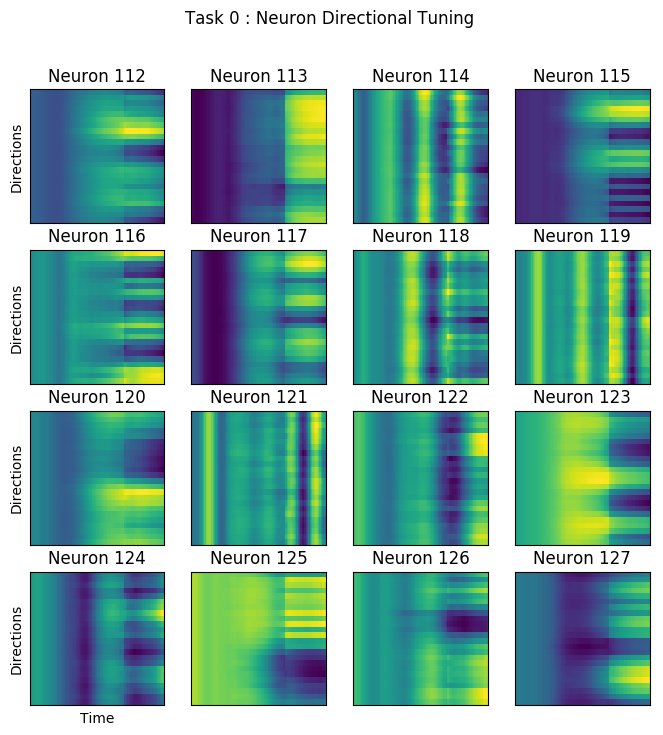 Task 0 : Neuron Directional Tuning
Neuron 112 Neuron 113 Neuron 114 Neuron 115
Directions
Neuron 116 Neuron 117 Neuron 118 Neuron 119
Directions
Neuron 120 Neuron 121 Neuron 122 Neuron 123
Directions
Neuron 124 Neuron 125 Neuron 126 Neuron 127
Directions
Time